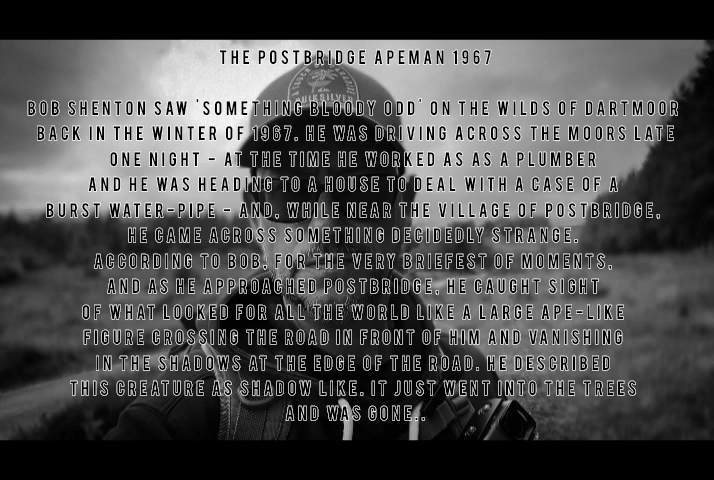 THE POSTBRIDGE APEMAN 1967
BOB SHENTON SAW 'SOMETHING BLOODY ODD' ON THE WILDS OF DARTMOOR
BACK IN THE WINTER OF 1967. HE WAS DRIVING ACROSS THE MOORS LATE
ONE NIGHT - AT THE TIME HE WORKED AS AS A PLUMBER
AND HE WAS HEADING TO A HOUSE TO DEAL WITH A CASE OF A
BURST WATER-PIPE - AND, WHILE NEAR THE VILLAGE OF POSTBRIDGE,
HE CAME ACROSS SOMETHING DECIDEDLY STRANGE.
ACCORDING TO BOB, FOR THE VERY BRIEFEST OF MOMENTS,
AND AS HE APPROACHED POSTBRIDGE, HE CAUGHT SIGHT
OF WHAT LOOKED FOR ALL THE WORLD LIKE A LARGE APE-LIKE
FIGURE CROSSING THE ROAD IN FRONT OF HIM AND VANISHING
IN THE SHADOWS AT THE EDGE OF THE ROAD. HE DESCRIBED
THIS CREATURE AS SHADOW LIKE. IT JUST WENT INTO THE TREES
AND WAS GONE..
QUIKSILVER